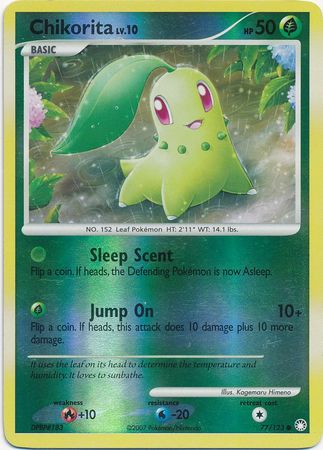 Chikorita LV.10 HP 50
BASIC
NO. 152 Leaf Pokémon HT: 2'11" WT: 14.1 lbs.
Sleep Scent
Flip a coin. If heads, the Defending Pokémon is now Asleep.
Jump On 10+
Flip a coin. If heads, this attack does 10 damage plus 10 more
damage.
It uses the leaf on its head to determine the temperature and
humidity. It loves to sunbathe.
Illus. Kagemaru Himeno
weakness resistance retreat cost
+10 -20
DPBP#183 ©2007 Pokémon/Nintendo 77/123